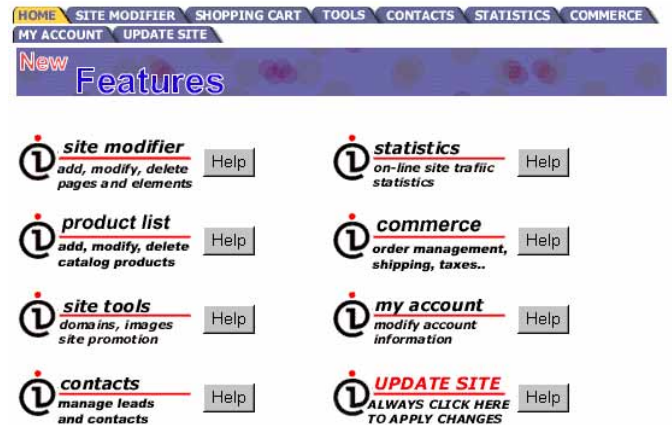 HOME SITE MODIFIER SHOPPING CART TOOLS CONTACTS STATISTICS COMMERCE
MY ACCOUNT UPDATE SITE
New
Features
site modifier
add, modify, delete
pages and elements
Help
statistics
on-line site trafiic
statistics
Help
product list
add, modify, delete
catalog products
Help
commerce
order management,
shipping, taxes..
Help
site tools
domains, images
site promotion
Help
my account
modify account
information
Help
contacts
manage leads
and contacts
Help
UPDATE SITE
ALWAYS CLICK HERE
TO APPLY CHANGES
Help